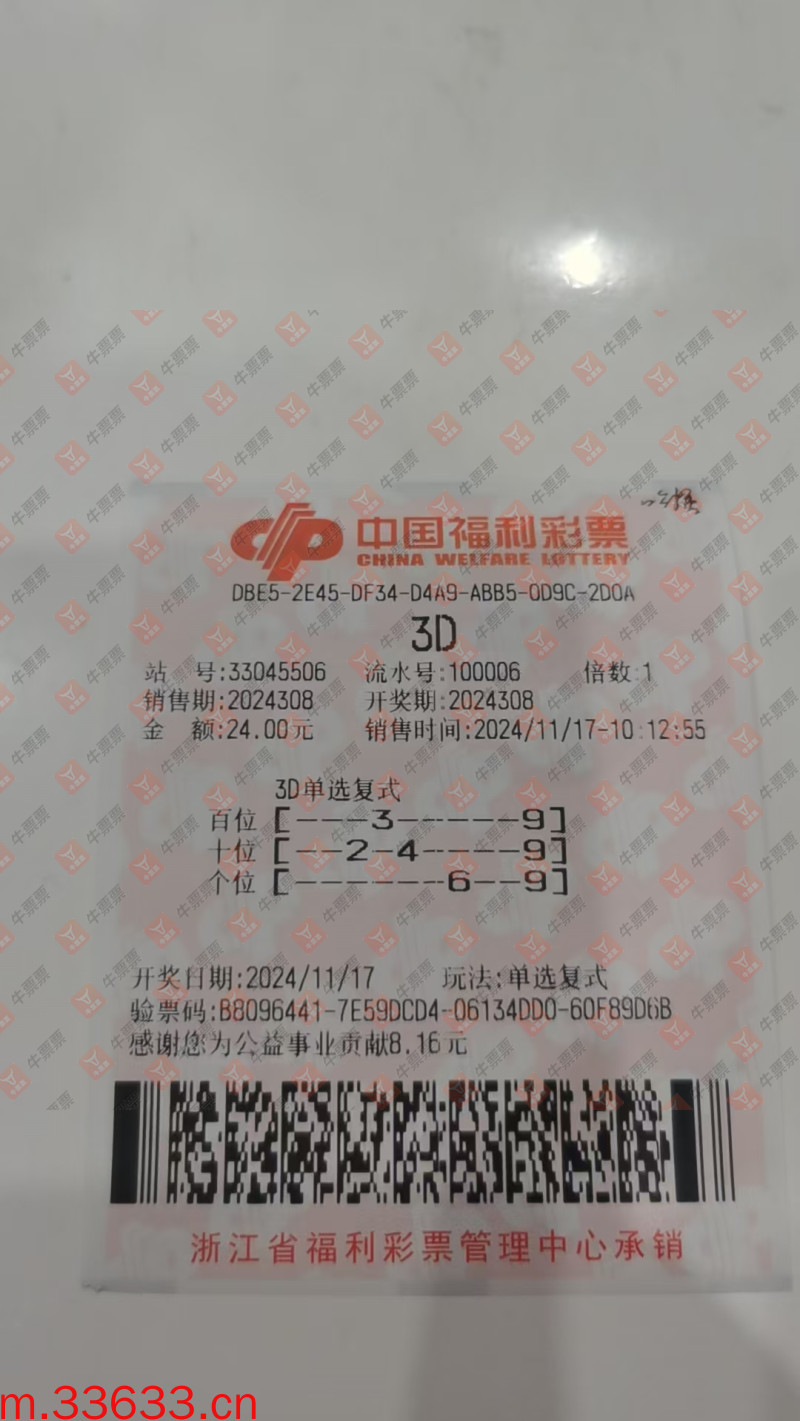 中国福利彩票
CHINA WELFARE LOTTERY
DBE5-2E45-DF34-D4A9-ABB5-0D9C-2D0A
3D
站 号:33045506 流水号:100006 倍数:1
销售期:2024308 开奖期:2024308
金 额:24.00元 销售时间:2024/11/17-10:12:55
3D单选复式
百位 [---3-----9]
十位 [--2-4----9]
个位 [------6--9]
开奖日期:2024/11/17 玩法:单选复式
验票码:B8096441-7E59DCD4-06134DD0-60F89D6B
感谢您为公益事业贡献8.16元
浙江省福利彩票管理中心承销
牛票票
m.33633.cn